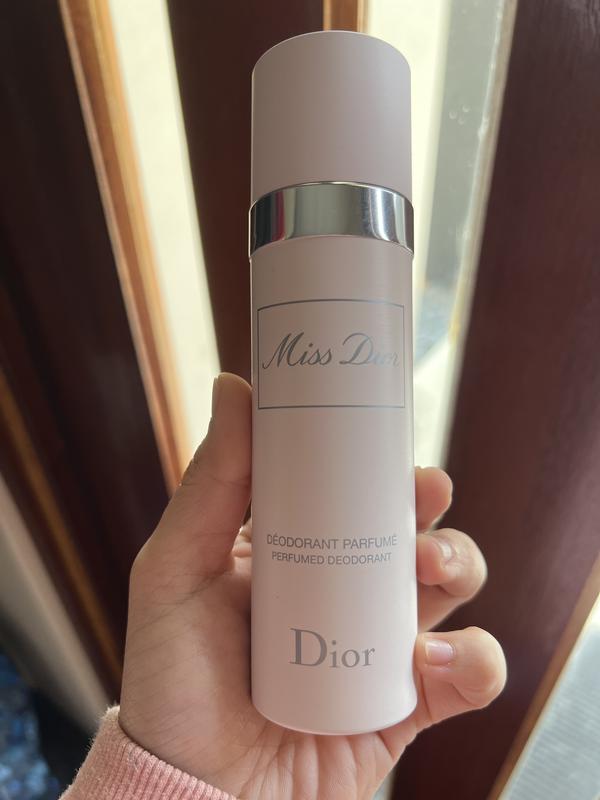 Miss Dior
DÉODORANT PARFUMÉ
PERFUMED DEODORANT
Dior